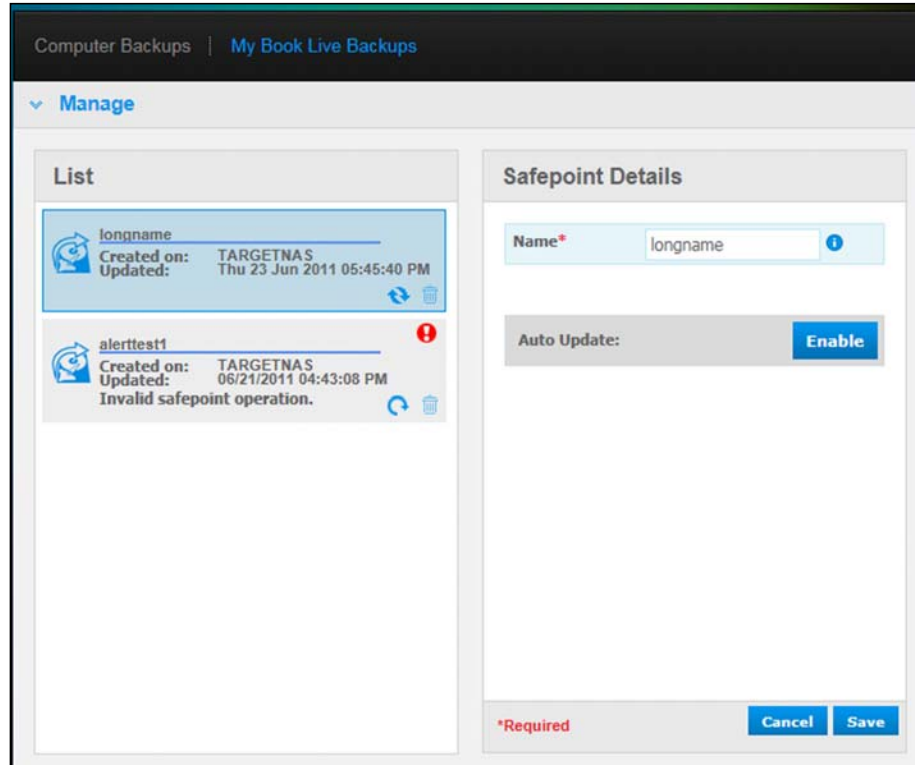 Computer Backups | My Book Live Backups
Manage
List
longname
Created on: TARGETNAS
Updated: Thu 23 Jun 2011 05:45:40 PM
alerttest1
Created on: TARGETNAS
Updated: 06/21/2011 04:43:08 PM
Invalid safepoint operation.
Safepoint Details
Name* longname
Auto Update: Enable
*Required Cancel Save